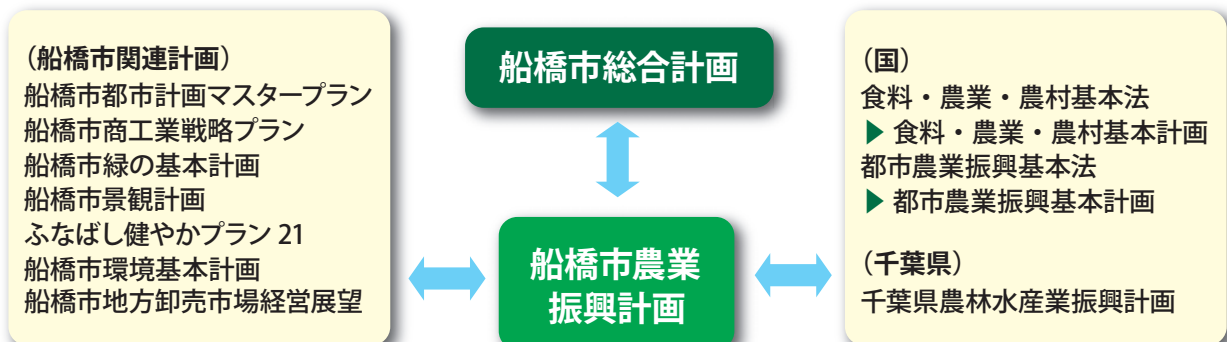 （船橋市関連計画）
船橋市都市計画マスタープラン
船橋市商工業戦略プラン
船橋市緑の基本計画
船橋市景観計画
ふなばし健やかプラン 21
船橋市環境基本計画
船橋市地方卸売市場経営展望
船橋市総合計画
船橋市農業
振興計画
（国）
食料・農業・農村基本法
▶ 食料・農業・農村基本計画
都市農業振興基本法
▶ 都市農業振興基本計画
（千葉県）
千葉県農林水産業振興計画